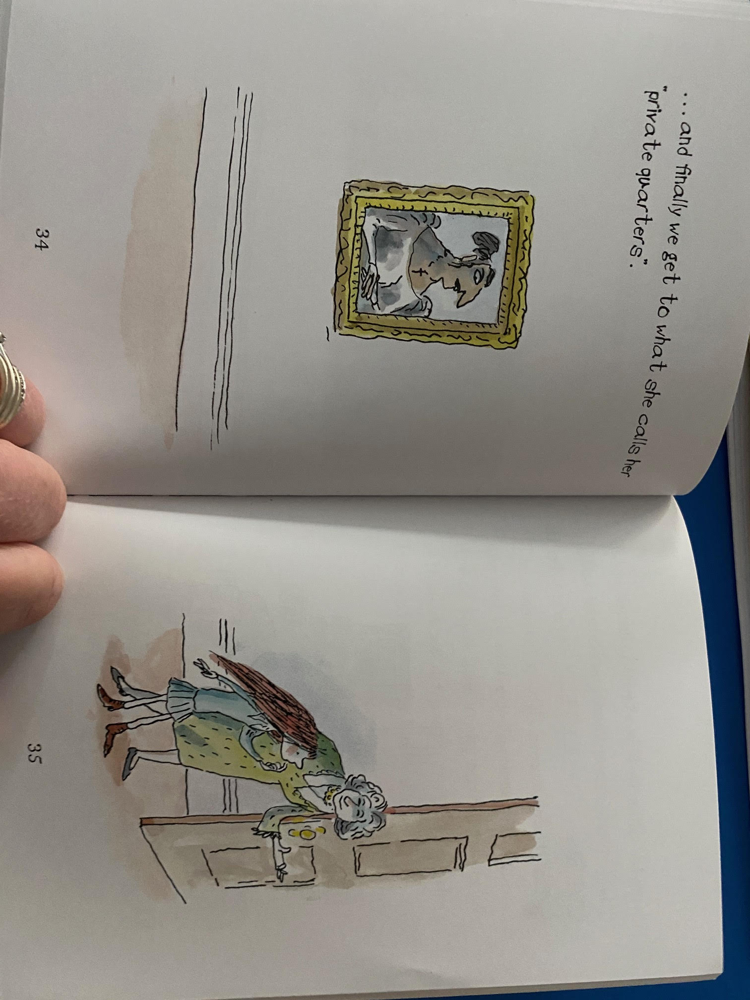 ...and finally we get to what she calls her
"private quarters".
34
35